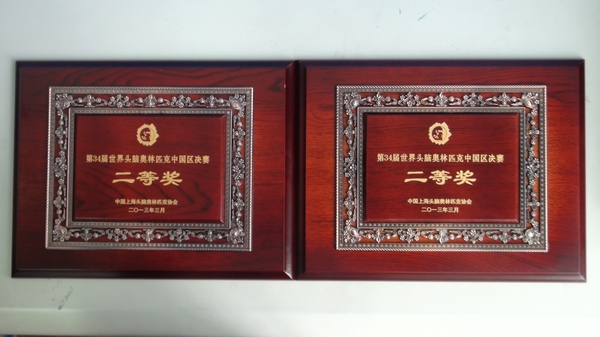 第34届世界头脑奥林匹克中国区决赛
二等奖
中国上海头脑奥林匹克协会
二〇一三年三月
第34届世界头脑奥林匹克中国区决赛
二等奖
中国上海头脑奥林匹克协会
二〇一三年三月